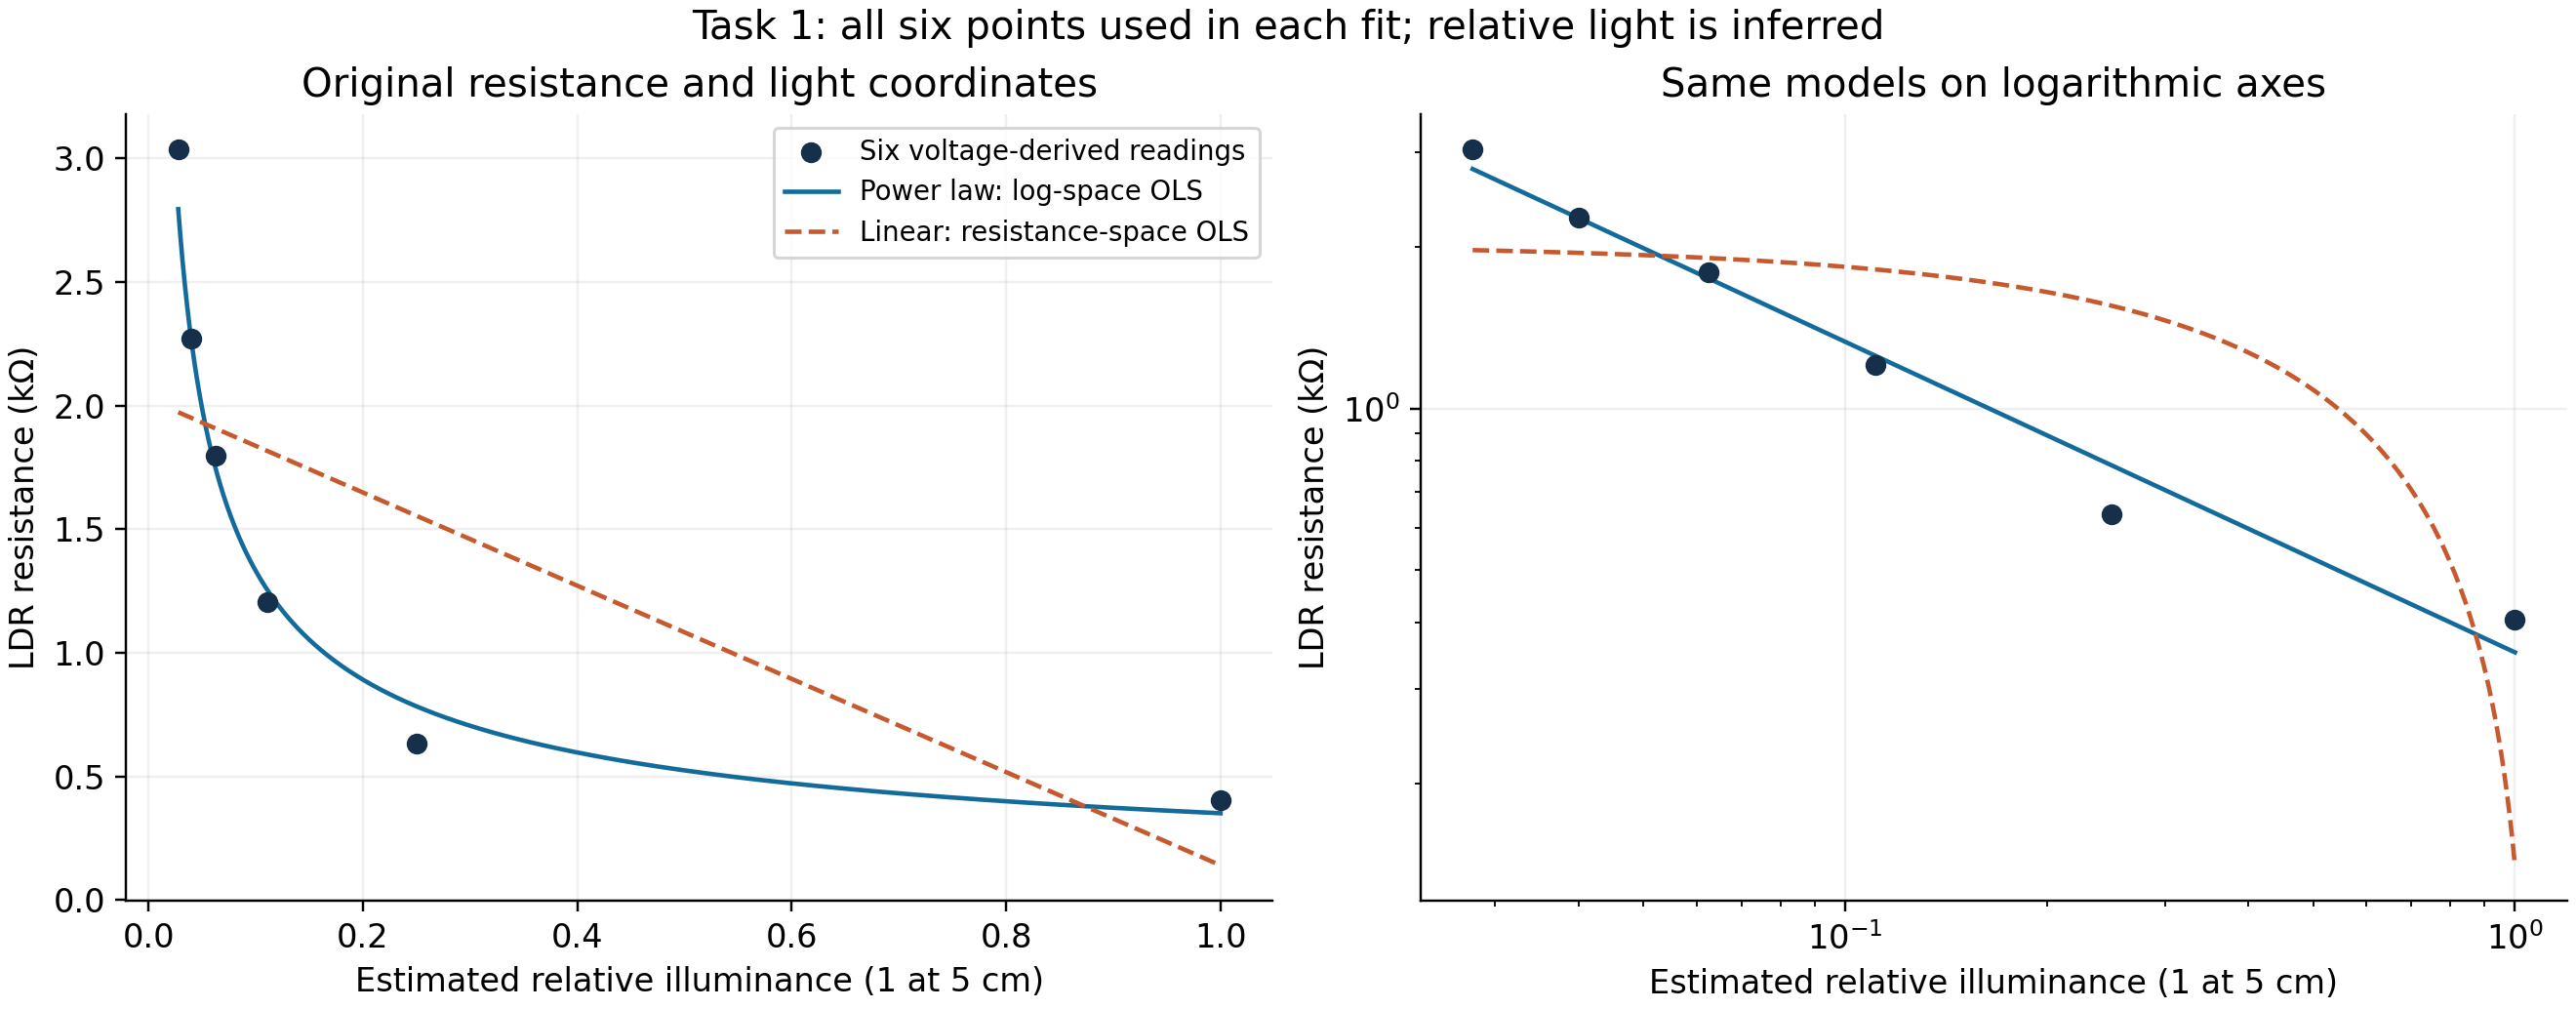 Task 1: all six points used in each fit; relative light is inferred
Original resistance and light coordinates
LDR resistance (kΩ)
3.0
2.5
2.0
1.5
1.0
0.5
0.0
Six voltage-derived readings
Power law: log-space OLS
Linear: resistance-space OLS
0.0 0.2 0.4 0.6 0.8 1.0
Estimated relative illuminance (1 at 5 cm)
Same models on logarithmic axes
LDR resistance (kΩ)
10⁰
10⁻¹ 10⁰
Estimated relative illuminance (1 at 5 cm)